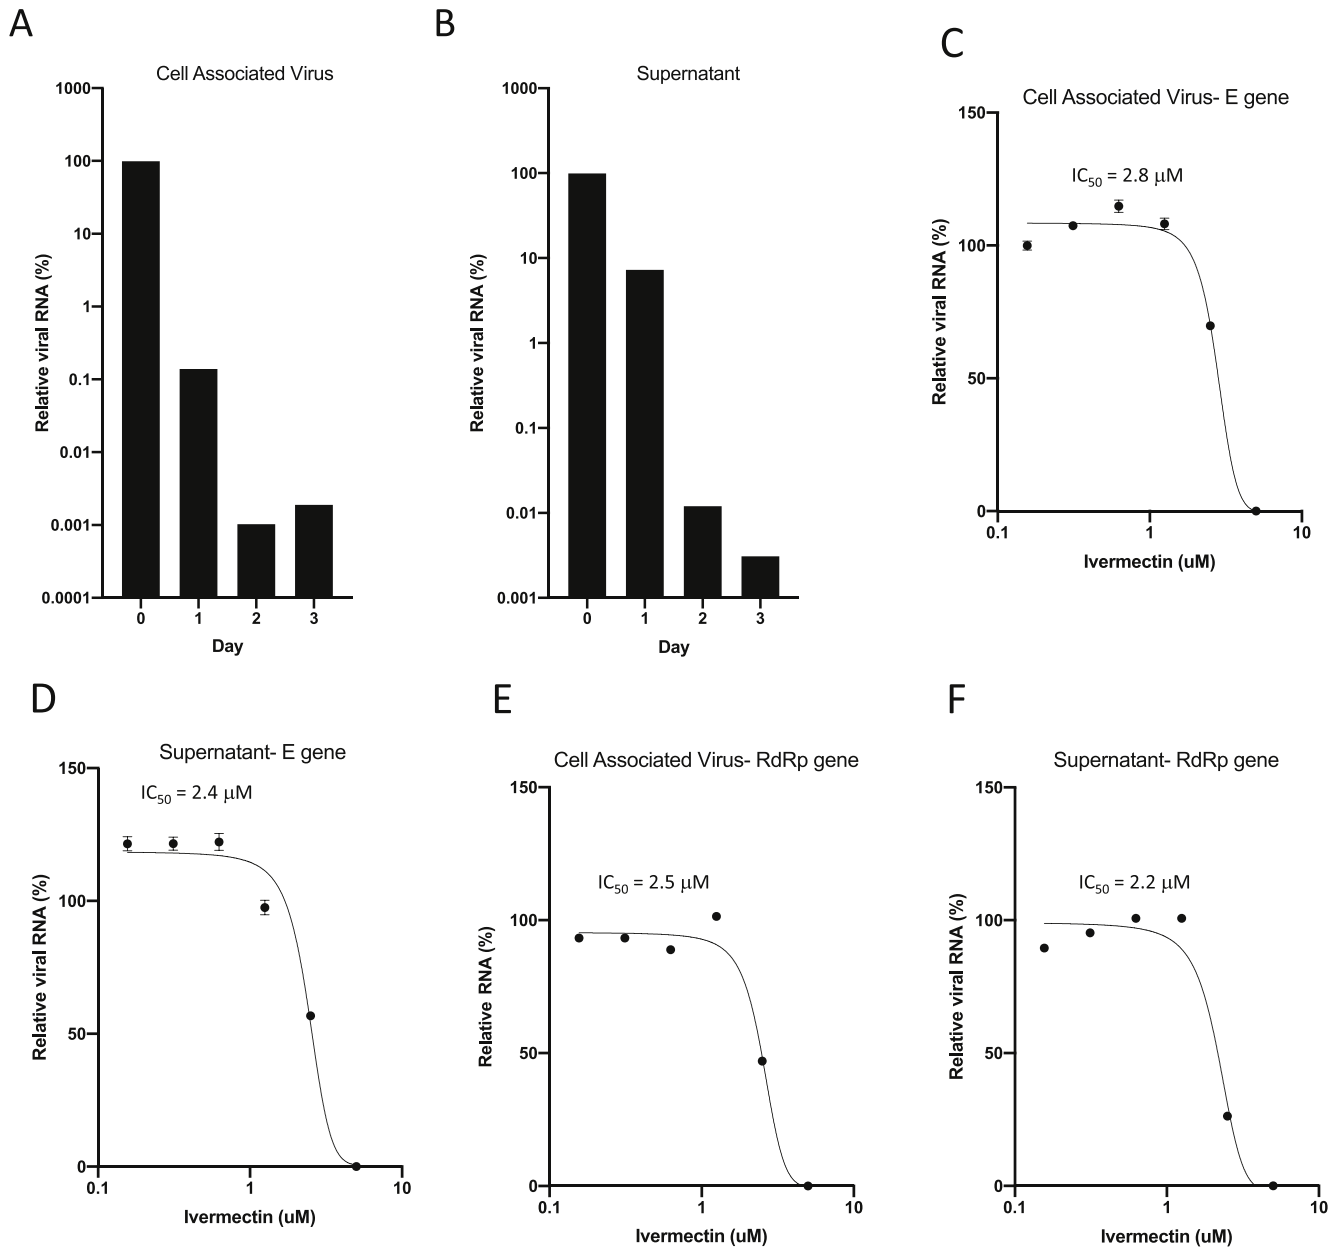 A
Cell Associated Virus
Relative viral RNA (%)
1000
100
10
1
0.1
0.01
0.001
0.0001
0 1 2 3
Day
B
Supernatant
Relative viral RNA (%)
1000
100
10
1
0.1
0.01
0.001
0 1 2 3
Day
C
Cell Associated Virus- E gene
IC50 = 2.8 µM
Relative viral RNA (%)
150
100
50
0
0.1 1 10
Ivermectin (uM)
D
Supernatant- E gene
IC50 = 2.4 µM
Relative viral RNA (%)
150
100
50
0
0.1 1 10
Ivermectin (uM)
E
Cell Associated Virus- RdRp gene
IC50 = 2.5 µM
Relative RNA (%)
150
100
50
0
0.1 1 10
Ivermectin (uM)
F
Supernatant- RdRp gene
IC50 = 2.2 µM
Relative viral RNA (%)
150
100
50
0
0.1 1 10
Ivermectin (uM)